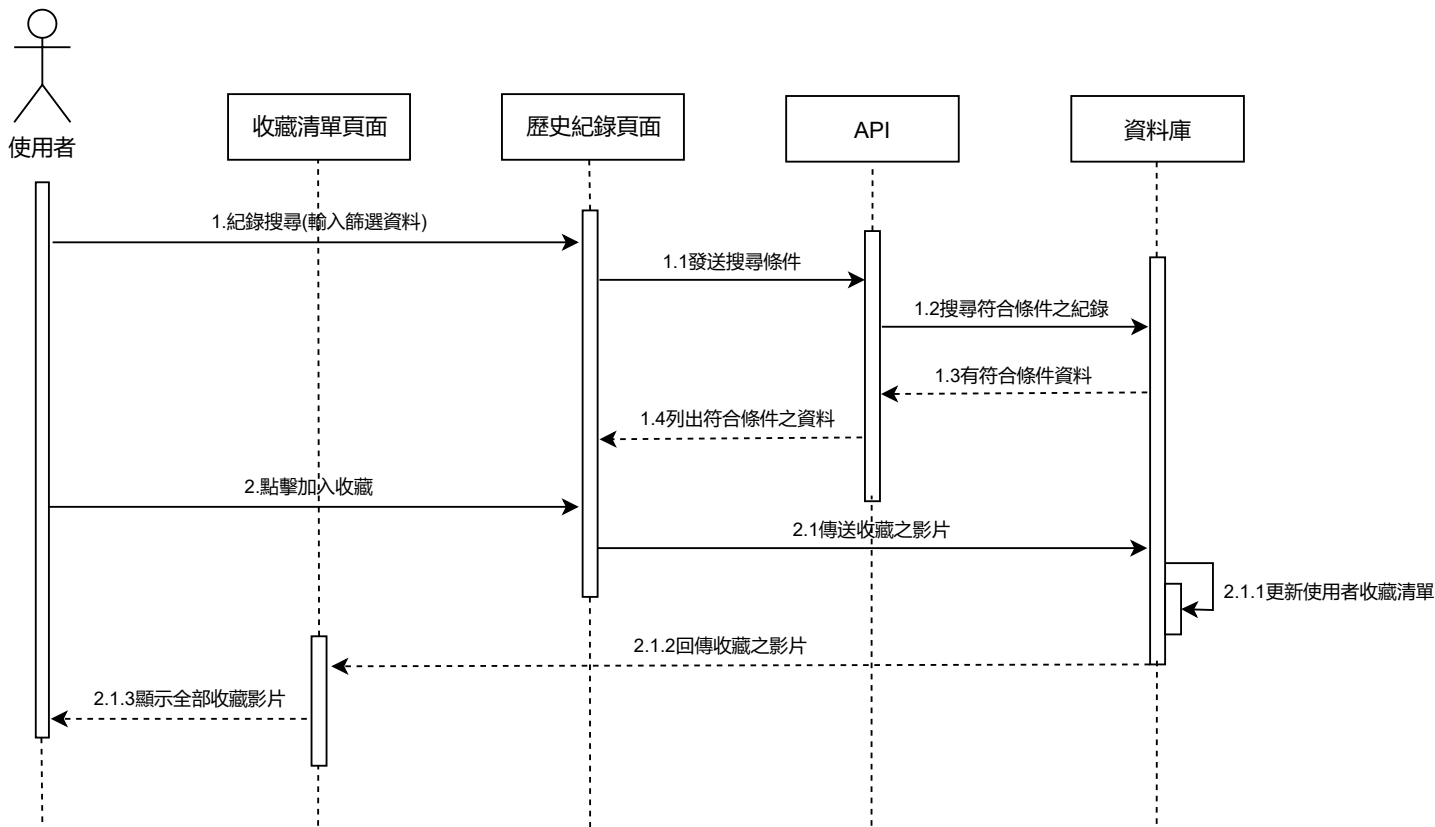 使用者
收藏清單頁面
歷史紀錄頁面
API
資料庫
1.紀錄搜尋(輸入篩選資料)
1.1發送搜尋條件
1.2搜尋符合條件之紀錄
1.3有符合條件資料
1.4列出符合條件之資料
2.點擊加入收藏
2.1傳送收藏之影片
2.1.1更新使用者收藏清單
2.1.2回傳收藏之影片
2.1.3顯示全部收藏影片